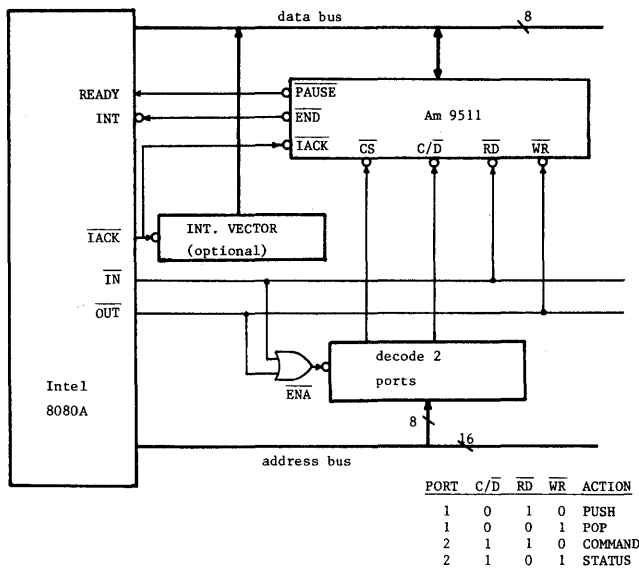 data bus
8
READY
PAUSE
INT
END
Am 9511
IACK
CS
C/D
RD
WR
IACK
INT. VECTOR
(optional)
IN
OUT
decode 2
ports
ENA
Intel
8080A
8
16
address bus
PORT C/D RD WR ACTION
1 0 1 0 PUSH
1 0 0 1 POP
2 1 1 0 COMMAND
2 1 0 1 STATUS